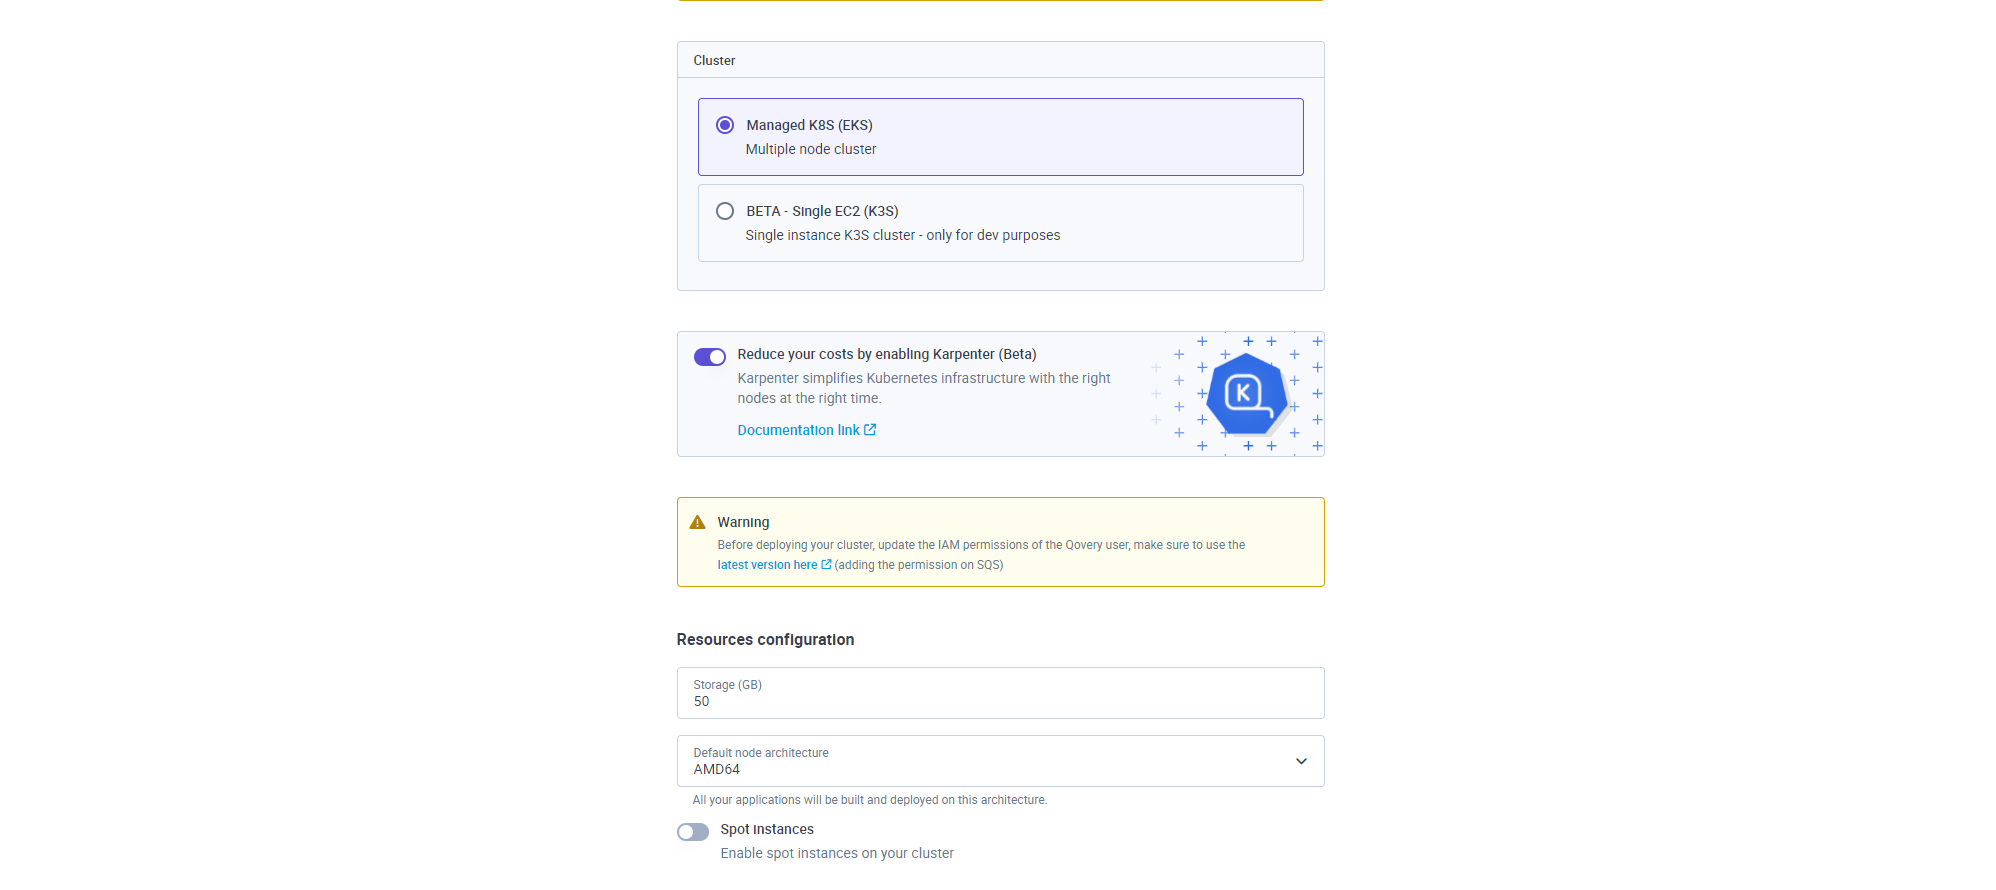 Cluster
Managed K8S (EKS)
Multiple node cluster
BETA - Single EC2 (K3S)
Single instance K3S cluster - only for dev purposes
Reduce your costs by enabling Karpenter (Beta)
Karpenter simplifies Kubernetes infrastructure with the right
nodes at the right time.
Documentation link
K
Warning
Before deploying your cluster, update the IAM permissions of the Qovery user, make sure to use the
latest version here (adding the permission on SQS)
Resources configuration
Storage (GB)
50
Default node architecture
AMD64
All your applications will be built and deployed on this architecture.
Spot instances
Enable spot instances on your cluster